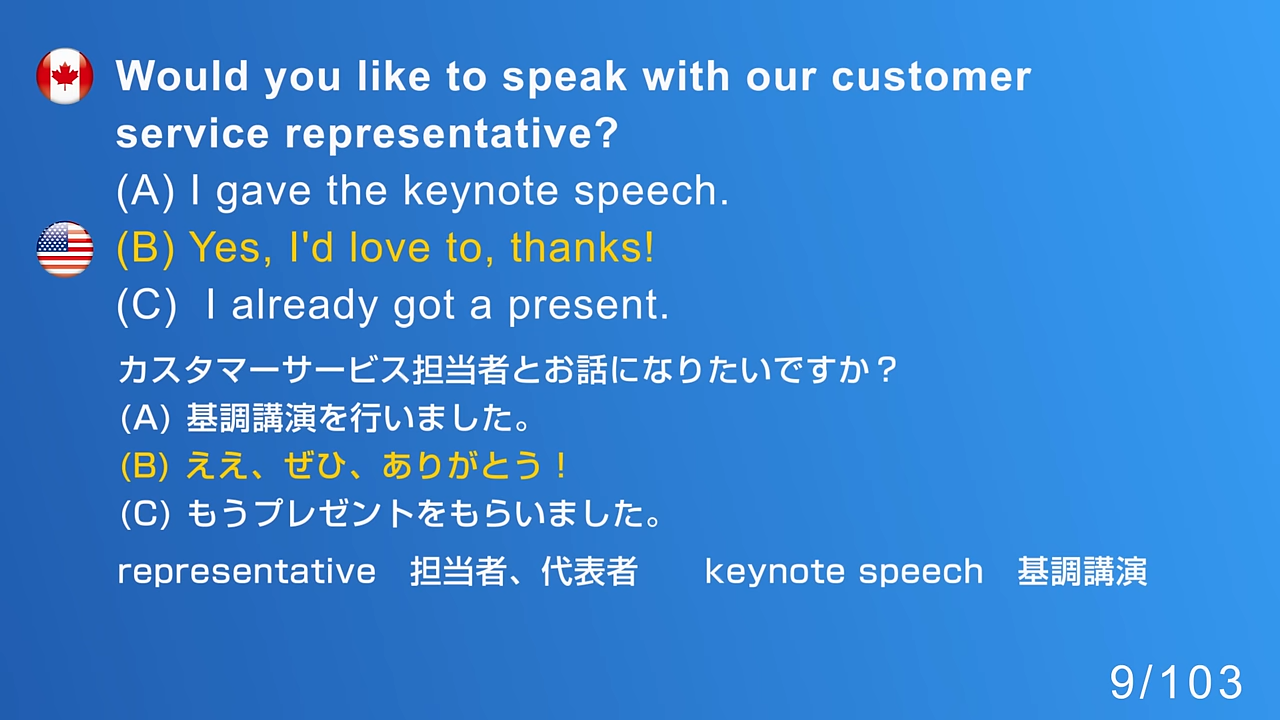 Would you like to speak with our customer
service representative?
(A) I gave the keynote speech.
(B) Yes, I'd love to, thanks!
(C) I already got a present.
カスタマーサービス担当者とお話になりたいですか？
(A) 基調講演を行いました。
(B) ええ、ぜひ、ありがとう！
(C) もうプレゼントをもらいました。
representative 担当者、代表者 keynote speech 基調講演
9/103